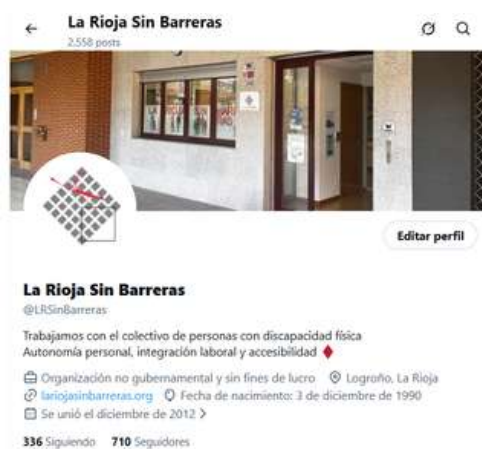 La Rioja Sin Barreras
2.558 posts
Editar perfil
La Rioja Sin Barreras
@LRSinBarreras
Trabajamos con el colectivo de personas con discapacidad física
Autonomía personal, integración laboral y accesibilidad
Organización no gubernamental y sin fines de lucro Logroño, La Rioja
lariojasinbarreras.org Fecha de nacimiento: 3 de diciembre de 1990
Se unió el diciembre de 2012
336 Siguiendo 710 Seguidores